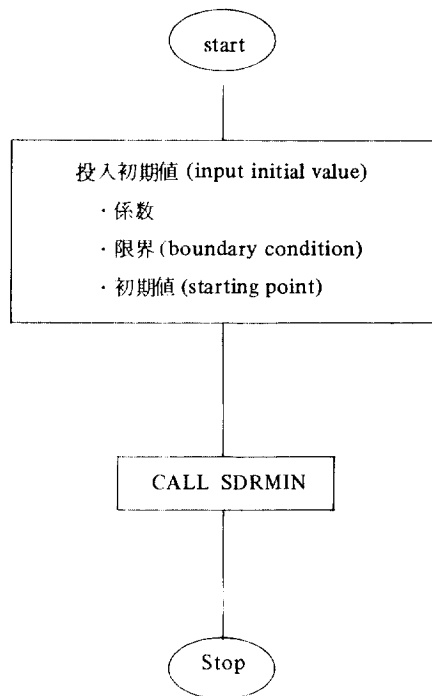 start
投入初期値 (input initial value)
・係数
・限界 (boundary condition)
・初期値 (starting point)
CALL SDRMIN
Stop